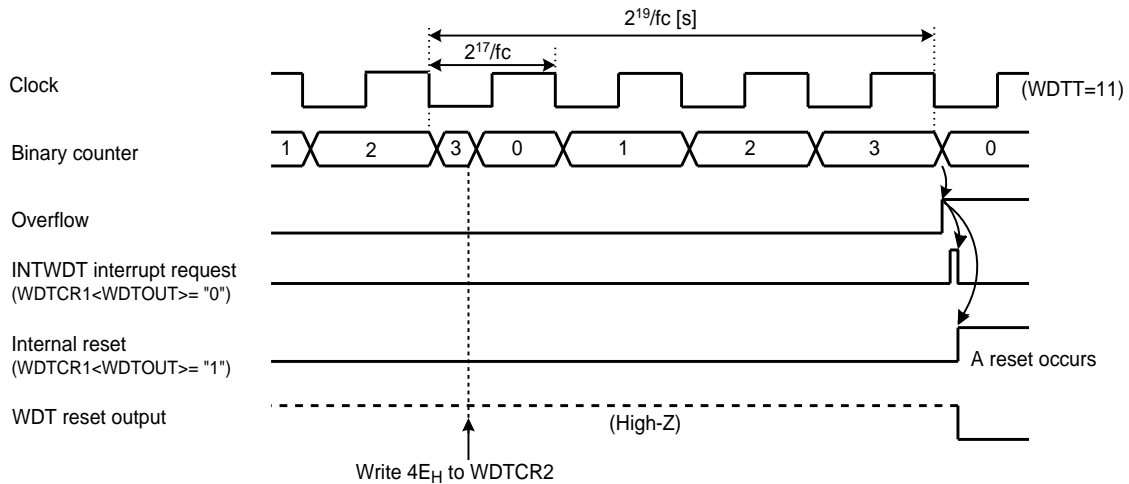 2¹⁹/fc [s]
2¹⁷/fc
Clock
(WDTT=11)
Binary counter
1 2 3 0 1 2 3 0
Overflow
INTWDT interrupt request
(WDTCR1<WDTOUT>= "0")
Internal reset
(WDTCR1<WDTOUT>= "1")
A reset occurs
WDT reset output
(High-Z)
Write 4E_H to WDTCR2